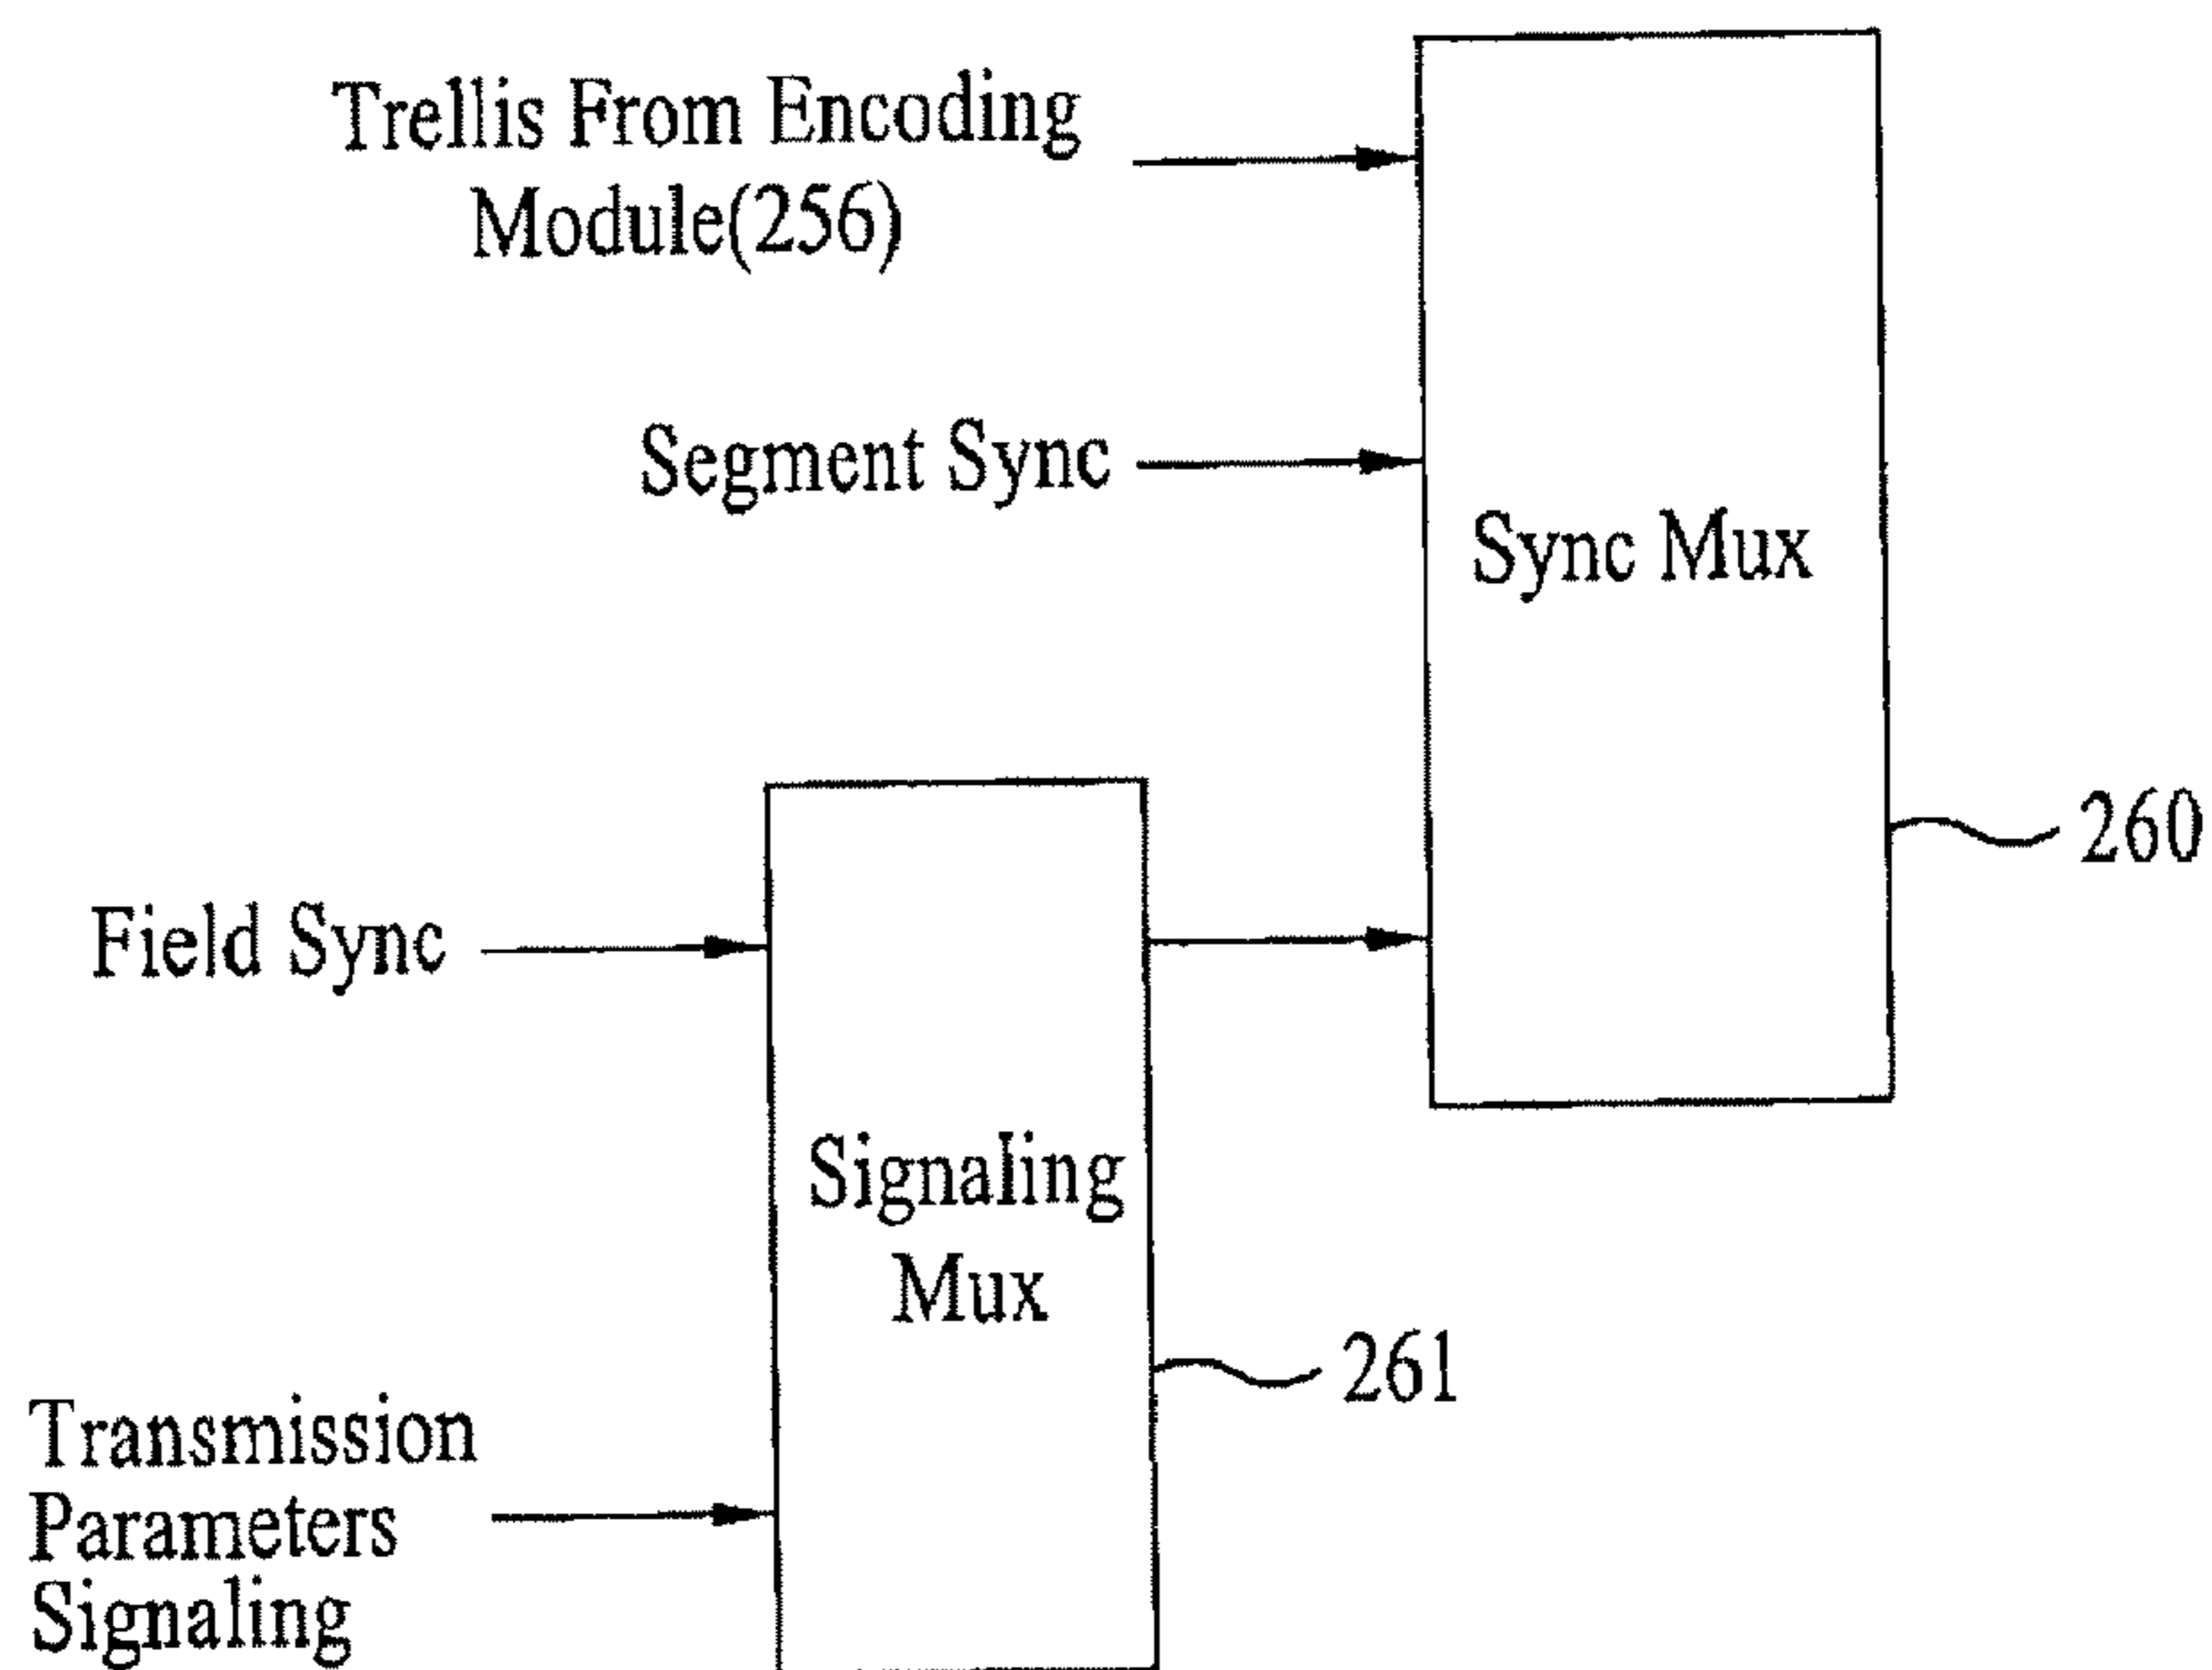 Trellis From Encoding
Module(256)
Segment Sync
Sync Mux
260
Field Sync
Signaling
Mux
261
Transmission
Parameters
Signaling